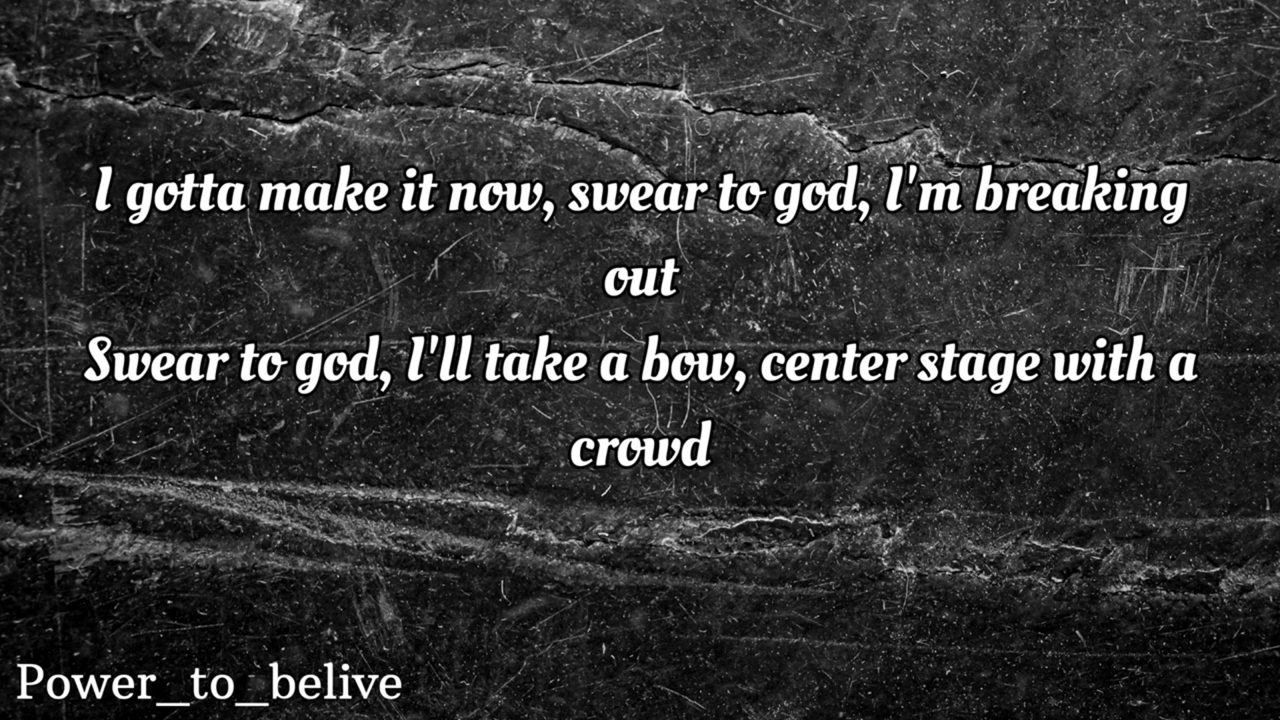 I gotta make it now, swear to god, I'm breaking
out
Swear to god, I'll take a bow, center stage with a
crowd
Power_to_belive